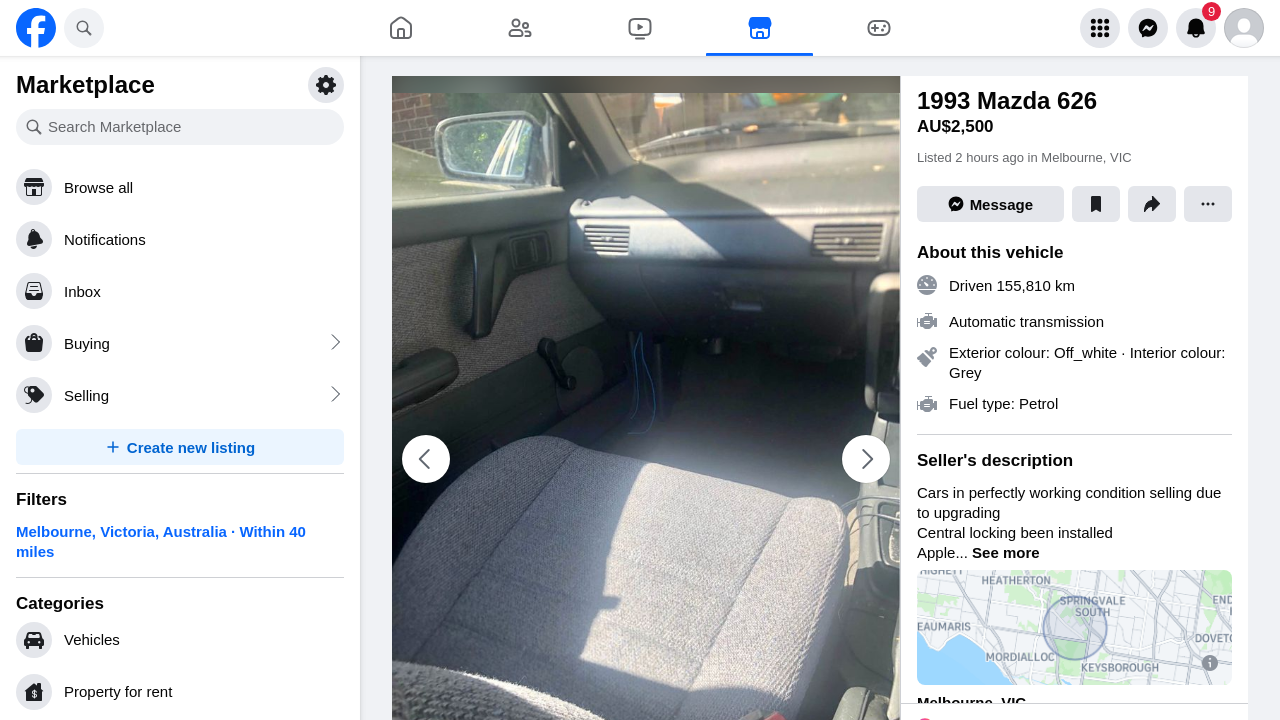 9
Marketplace
Search Marketplace
Browse all
Notifications
Inbox
Buying
Selling
Create new listing
Filters
Melbourne, Victoria, Australia · Within 40
miles
Categories
Vehicles
Property for rent
1993 Mazda 626
AU$2,500
Listed 2 hours ago in Melbourne, VIC
Message
About this vehicle
Driven 155,810 km
Automatic transmission
Exterior colour: Off_white · Interior colour:
Grey
Fuel type: Petrol
Seller's description
Cars in perfectly working condition selling due
to upgrading
Central locking been installed
Apple... See more
HIGHETT
HEATHERTON
SPRINGVALE
SOUTH
EAUMARIS
DOVETO
MORDIALLOC
KEYSBOROUGH
Melbourne, VIC